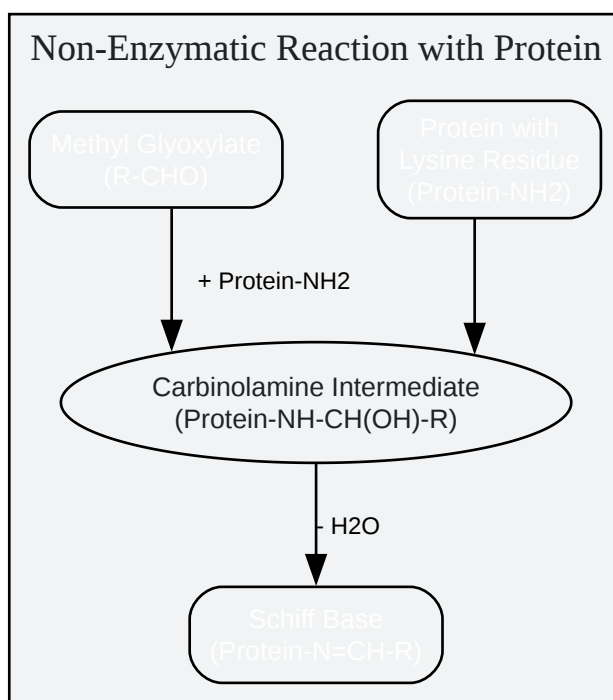 Non-Enzymatic Reaction with Protein
Methyl Glyoxylate
(R-CHO)
Protein with
Lysine Residue
(Protein-NH2)
+ Protein-NH2
Carbinolamine Intermediate
(Protein-NH-CH(OH)-R)
- H2O
Schiff Base
(Protein-N=CH-R)